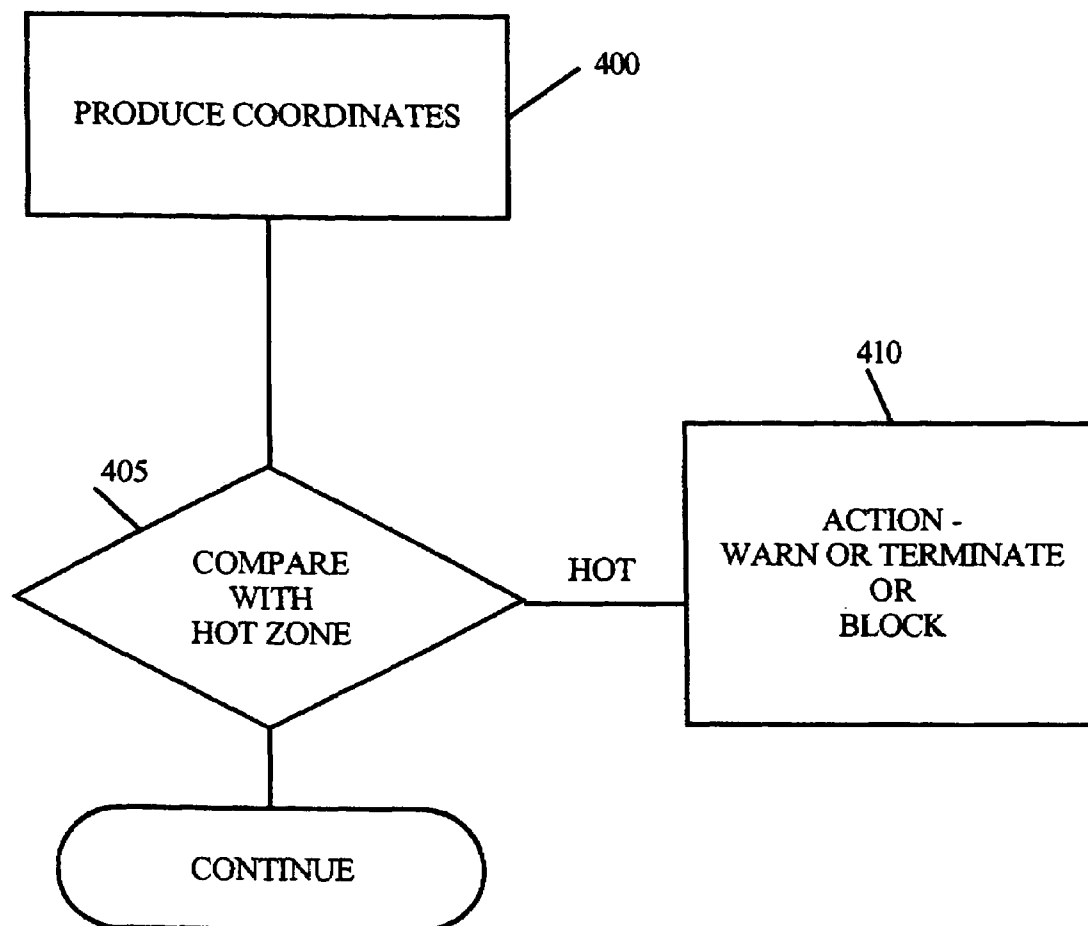 PRODUCE COORDINATES
400
405
COMPARE
WITH
HOT ZONE
HOT
410
ACTION -
WARN OR TERMINATE
OR
BLOCK
CONTINUE